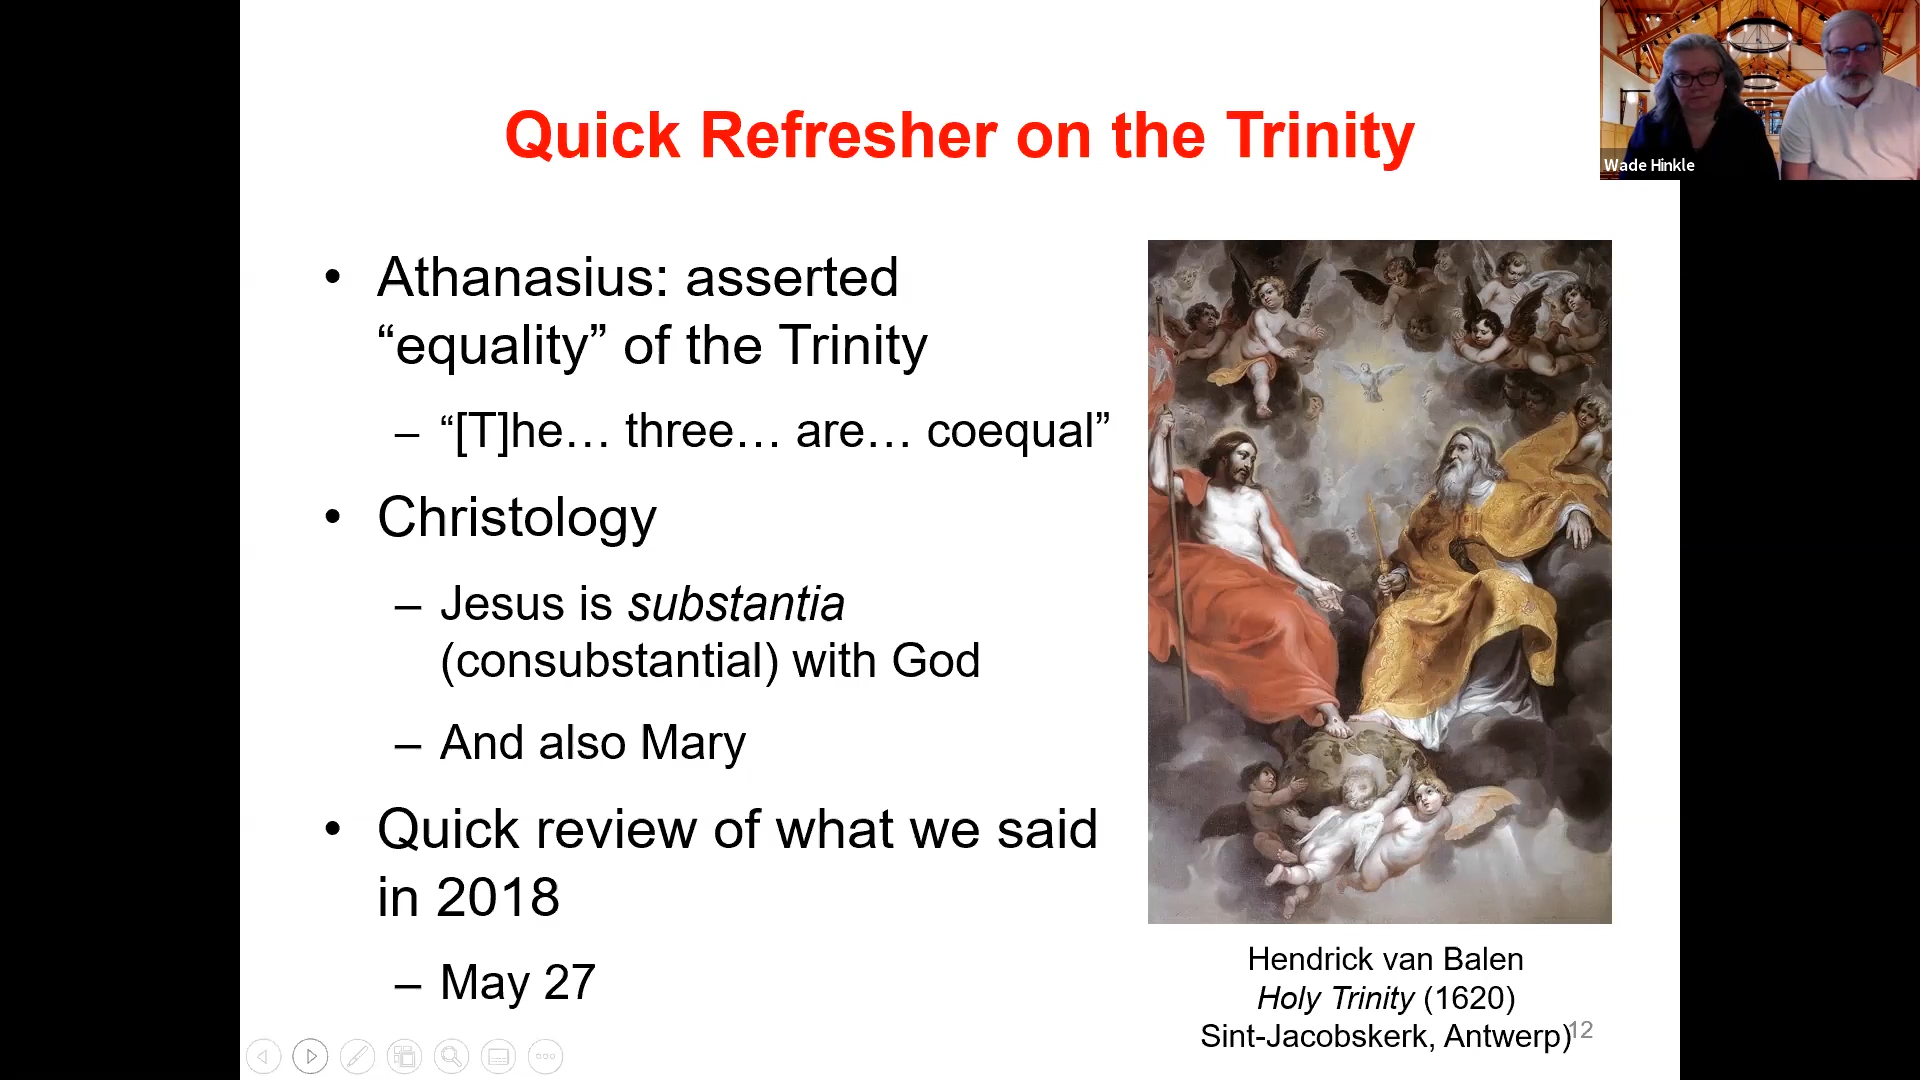 Quick Refresher on the Trinity
Wade Hinkle
• Athanasius: asserted
“equality” of the Trinity
– “[T]he… three… are… coequal”
• Christology
– Jesus is substantia
(consubstantial) with God
– And also Mary
• Quick review of what we said
in 2018
– May 27
Hendrick van Balen
Holy Trinity (1620)
Sint-Jacobskerk, Antwerp)
12